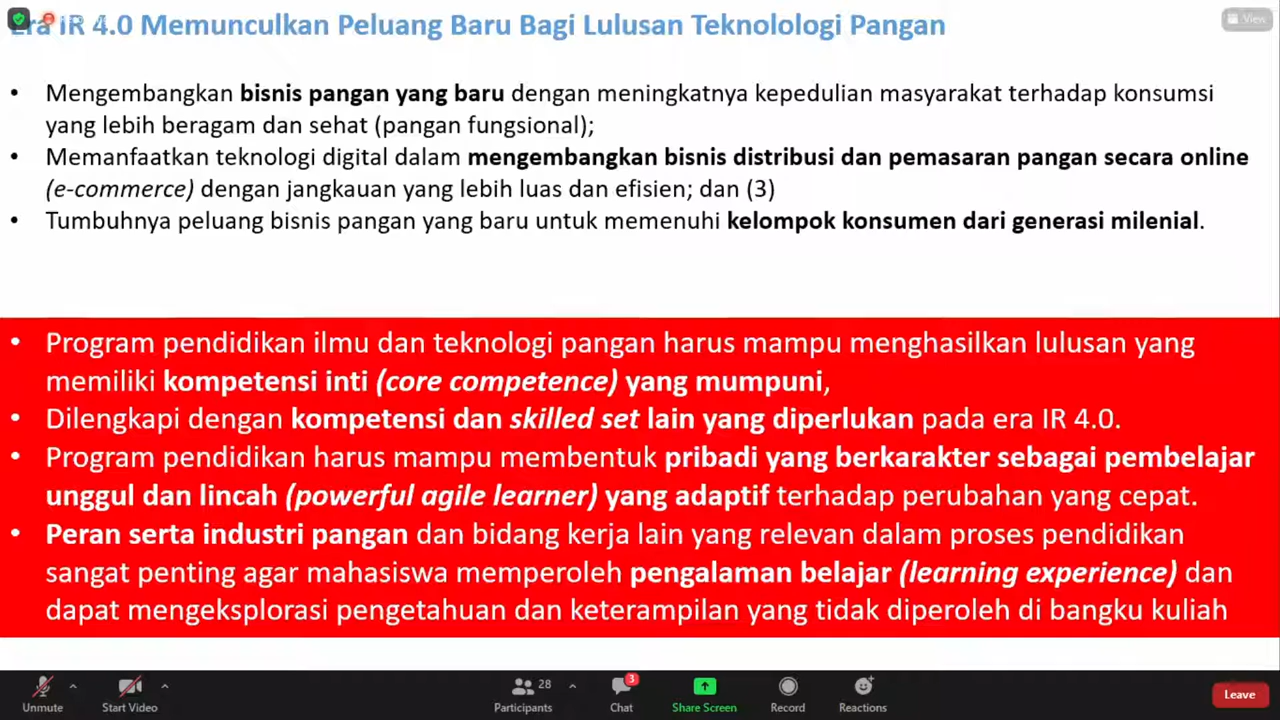 Era IR 4.0 Memunculkan Peluang Baru Bagi Lulusan Teknolologi Pangan
View
• Mengembangkan bisnis pangan yang baru dengan meningkatnya kepedulian masyarakat terhadap konsumsi
yang lebih beragam dan sehat (pangan fungsional);
• Memanfaatkan teknologi digital dalam mengembangkan bisnis distribusi dan pemasaran pangan secara online
(e-commerce) dengan jangkauan yang lebih luas dan efisien; dan (3)
• Tumbuhnya peluang bisnis pangan yang baru untuk memenuhi kelompok konsumen dari generasi milenial.
• Program pendidikan ilmu dan teknologi pangan harus mampu menghasilkan lulusan yang
memiliki kompetensi inti (core competence) yang mumpuni,
• Dilengkapi dengan kompetensi dan skilled set lain yang diperlukan pada era IR 4.0.
• Program pendidikan harus mampu membentuk pribadi yang berkarakter sebagai pembelajar
unggul dan lincah (powerful agile learner) yang adaptif terhadap perubahan yang cepat.
• Peran serta industri pangan dan bidang kerja lain yang relevan dalam proses pendidikan
sangat penting agar mahasiswa memperoleh pengalaman belajar (learning experience) dan
dapat mengeksplorasi pengetahuan dan keterampilan yang tidak diperoleh di bangku kuliah
28
3
Unmute
Start Video
Participants
Chat
Share Screen
Record
Reactions
Leave